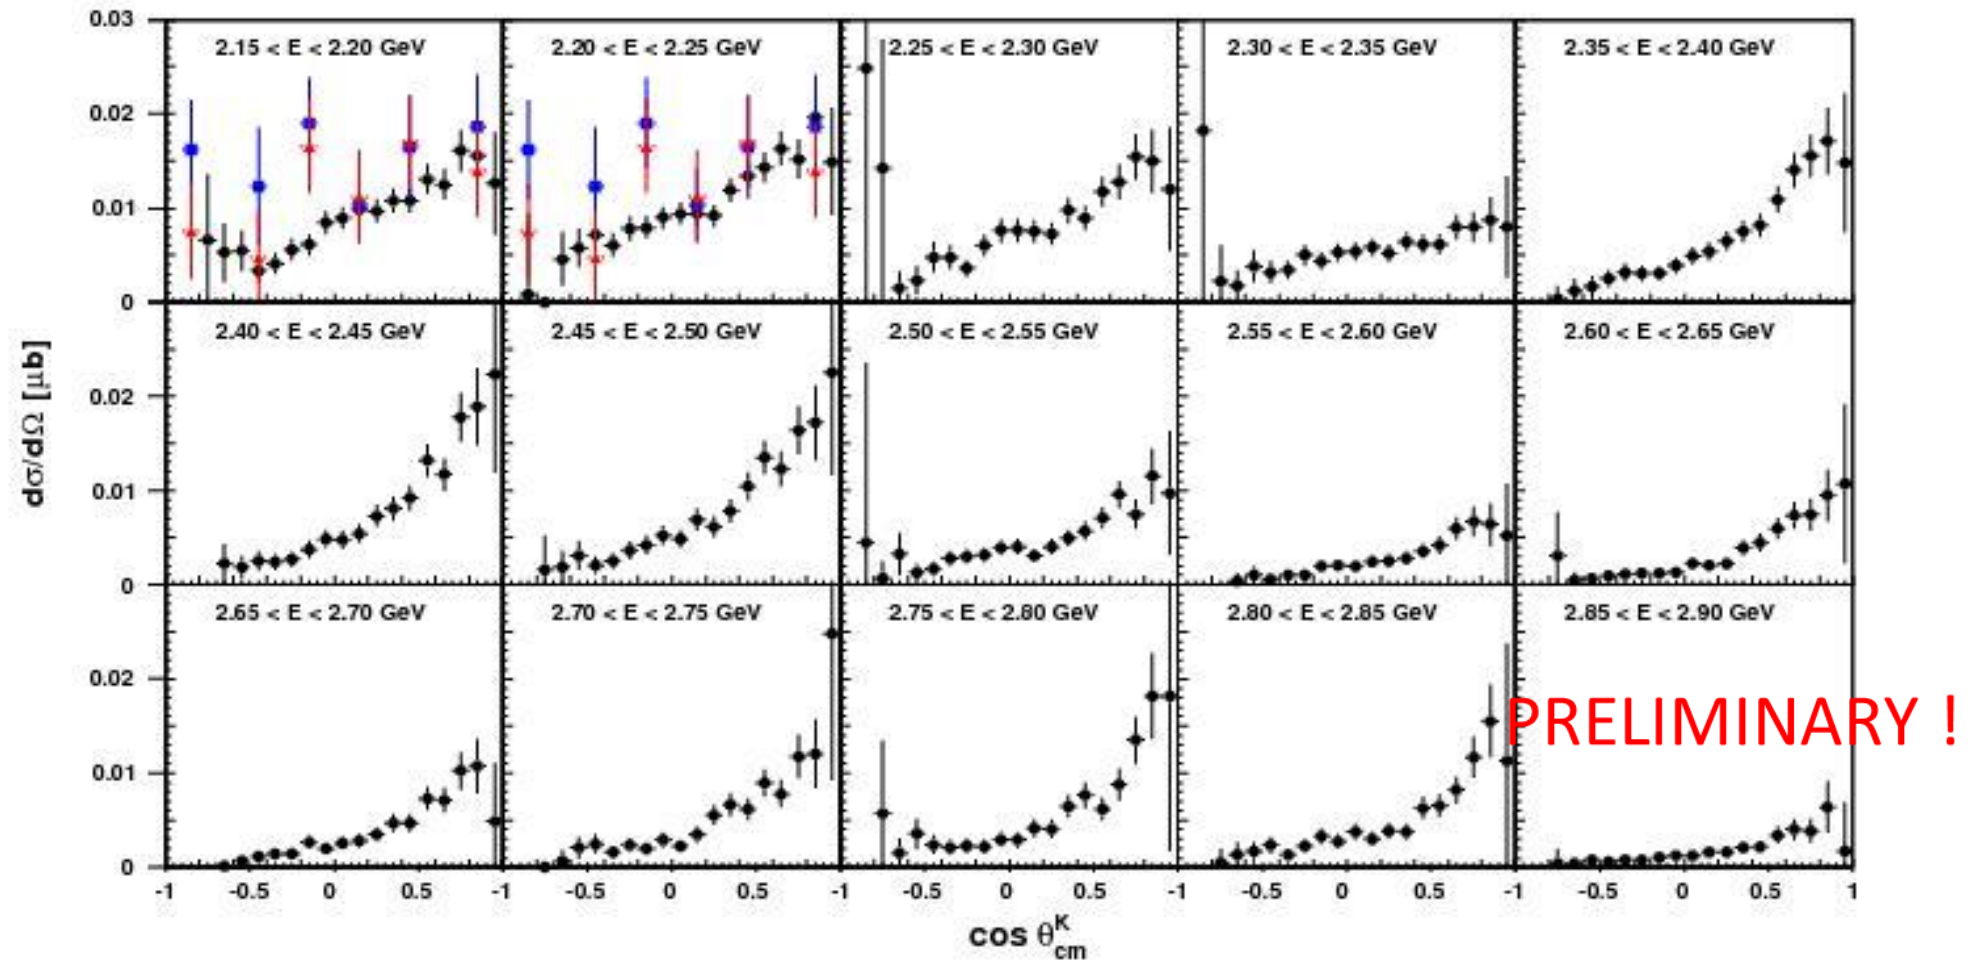 0.03
2.15 < E < 2.20 GeV
2.20 < E < 2.25 GeV
2.25 < E < 2.30 GeV
2.30 < E < 2.35 GeV
2.35 < E < 2.40 GeV
0.02
0.01
0
2.40 < E < 2.45 GeV
2.45 < E < 2.50 GeV
2.50 < E < 2.55 GeV
2.55 < E < 2.60 GeV
2.60 < E < 2.65 GeV
dσ/dΩ [μb]
0.02
0.01
0
2.65 < E < 2.70 GeV
2.70 < E < 2.75 GeV
2.75 < E < 2.80 GeV
2.80 < E < 2.85 GeV
2.85 < E < 2.90 GeV
0.02
PRELIMINARY !
0.01
0
-1 -0.5 0 0.5 -1 -0.5 0 0.5 -1 -0.5 0 0.5 -1 -0.5 0 0.5 -1 -0.5 0 0.5 1
cos θ^K_cm